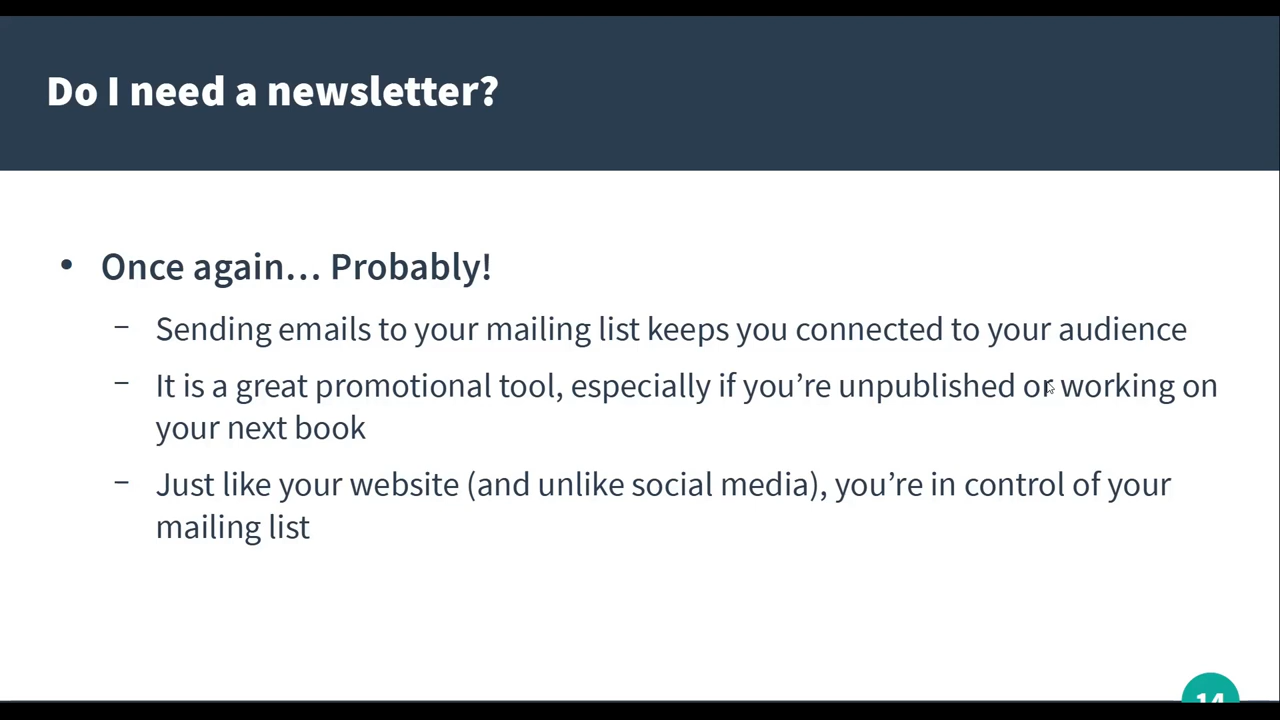 Do I need a newsletter?
• Once again… Probably!
– Sending emails to your mailing list keeps you connected to your audience
– It is a great promotional tool, especially if you’re unpublished or working on
your next book
– Just like your website (and unlike social media), you’re in control of your
mailing list
14